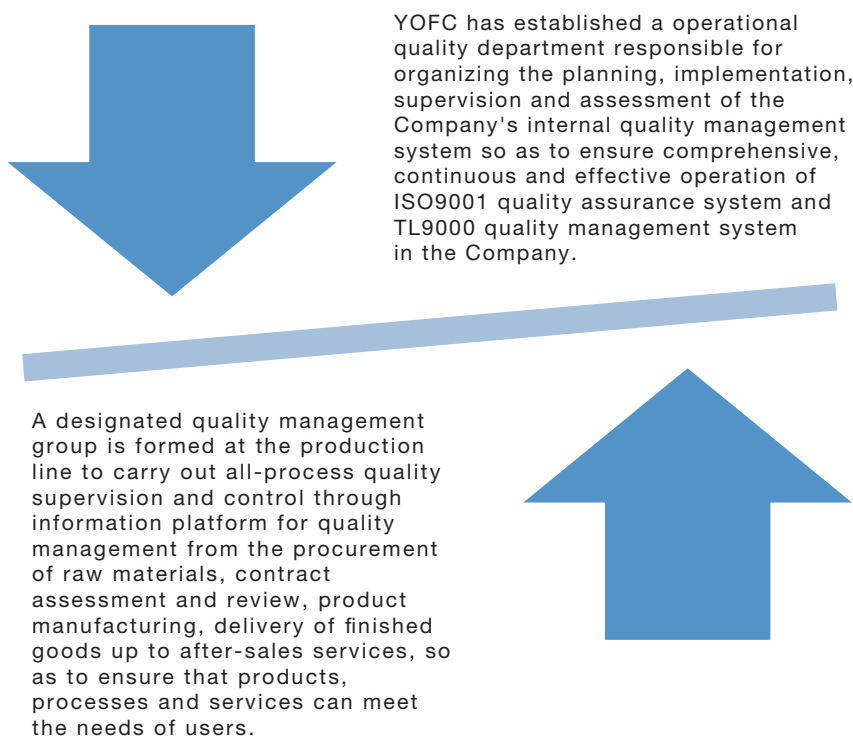 YOFC has established a operational
quality department responsible for
organizing the planning, implementation,
supervision and assessment of the
Company's internal quality management
system so as to ensure comprehensive,
continuous and effective operation of
ISO9001 quality assurance system and
TL9000 quality management system
in the Company.
A designated quality management
group is formed at the production
line to carry out all-process quality
supervision and control through
information platform for quality
management from the procurement
of raw materials, contract
assessment and review, product
manufacturing, delivery of finished
goods up to after-sales services, so
as to ensure that products,
processes and services can meet
the needs of users.